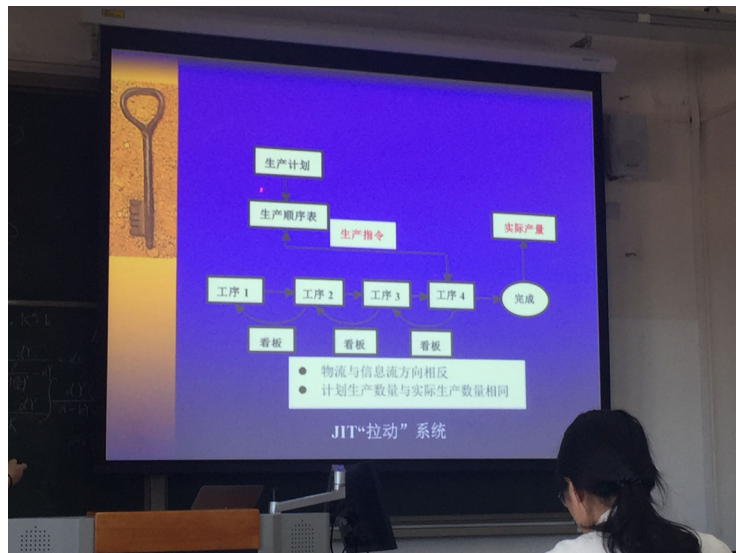 生产计划
生产顺序表
生产指令
实际产量
工序 1
工序 2
工序 3
工序 4
完成
看板
看板
看板
● 物流与信息流方向相反
● 计划生产数量与实际生产数量相同
JIT“拉动”系统